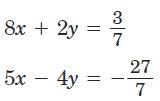 8x + 2y = 3/7
5x − 4y = −27/7